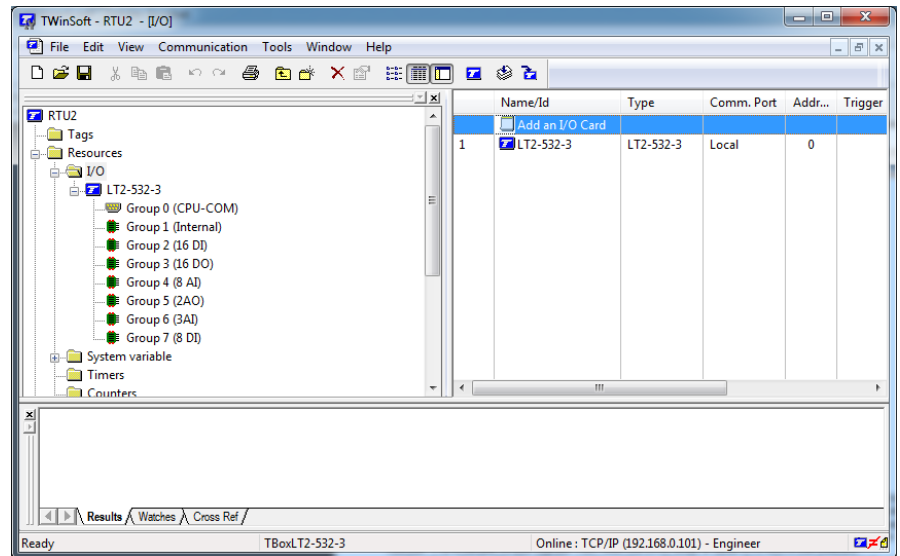 TWinSoft - RTU2 - [I/O]
File Edit View Communication Tools Window Help
RTU2
Tags
Resources
I/O
LT2-532-3
Group 0 (CPU-COM)
Group 1 (Internal)
Group 2 (16 DI)
Group 3 (16 DO)
Group 4 (8 AI)
Group 5 (2AO)
Group 6 (3AI)
Group 7 (8 DI)
System variable
Timers
Counters
Name/Id Type Comm. Port Addr... Trigger
Add an I/O Card
1 LT2-532-3 LT2-532-3 Local 0
Results Watches Cross Ref
Ready TBoxLT2-532-3 Online : TCP/IP (192.168.0.101) - Engineer